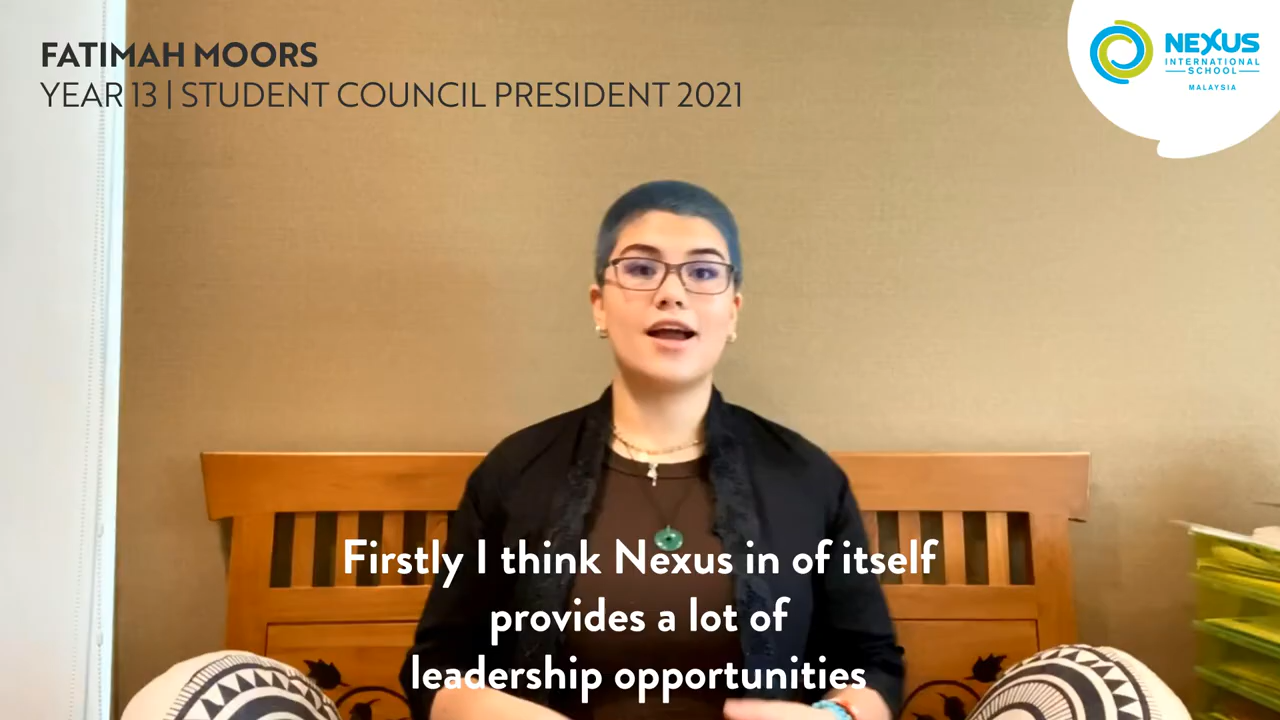 FATIMAH MOORS
YEAR 13 | STUDENT COUNCIL PRESIDENT 2021
NEXUS
INTERNATIONAL
SCHOOL
MALAYSIA
Firstly I think Nexus in of itself
provides a lot of
leadership opportunities